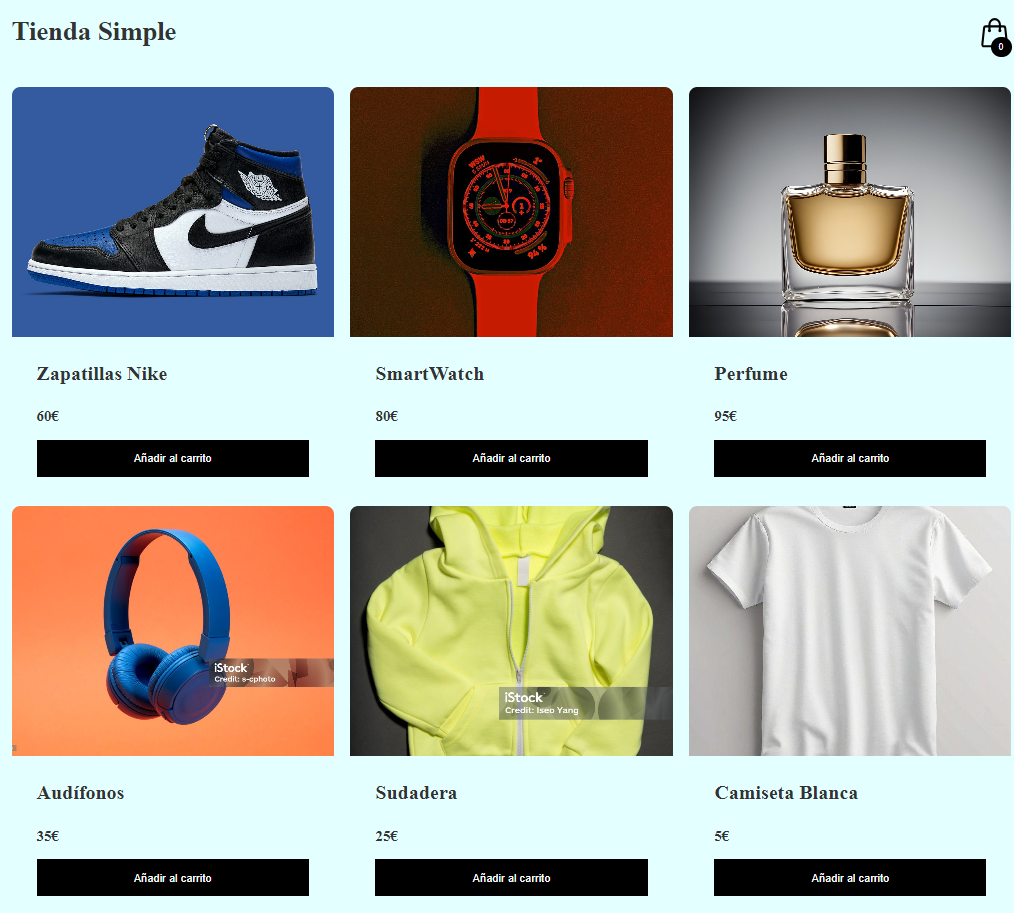 Tienda Simple
0
Zapatillas Nike
SmartWatch
Perfume
60€
80€
95€
Añadir al carrito
Añadir al carrito
Añadir al carrito
iStock
Credit: s-cphoto
iStock
Credit: Iseo Yang
Audífonos
Sudadera
Camiseta Blanca
35€
25€
5€
Añadir al carrito
Añadir al carrito
Añadir al carrito